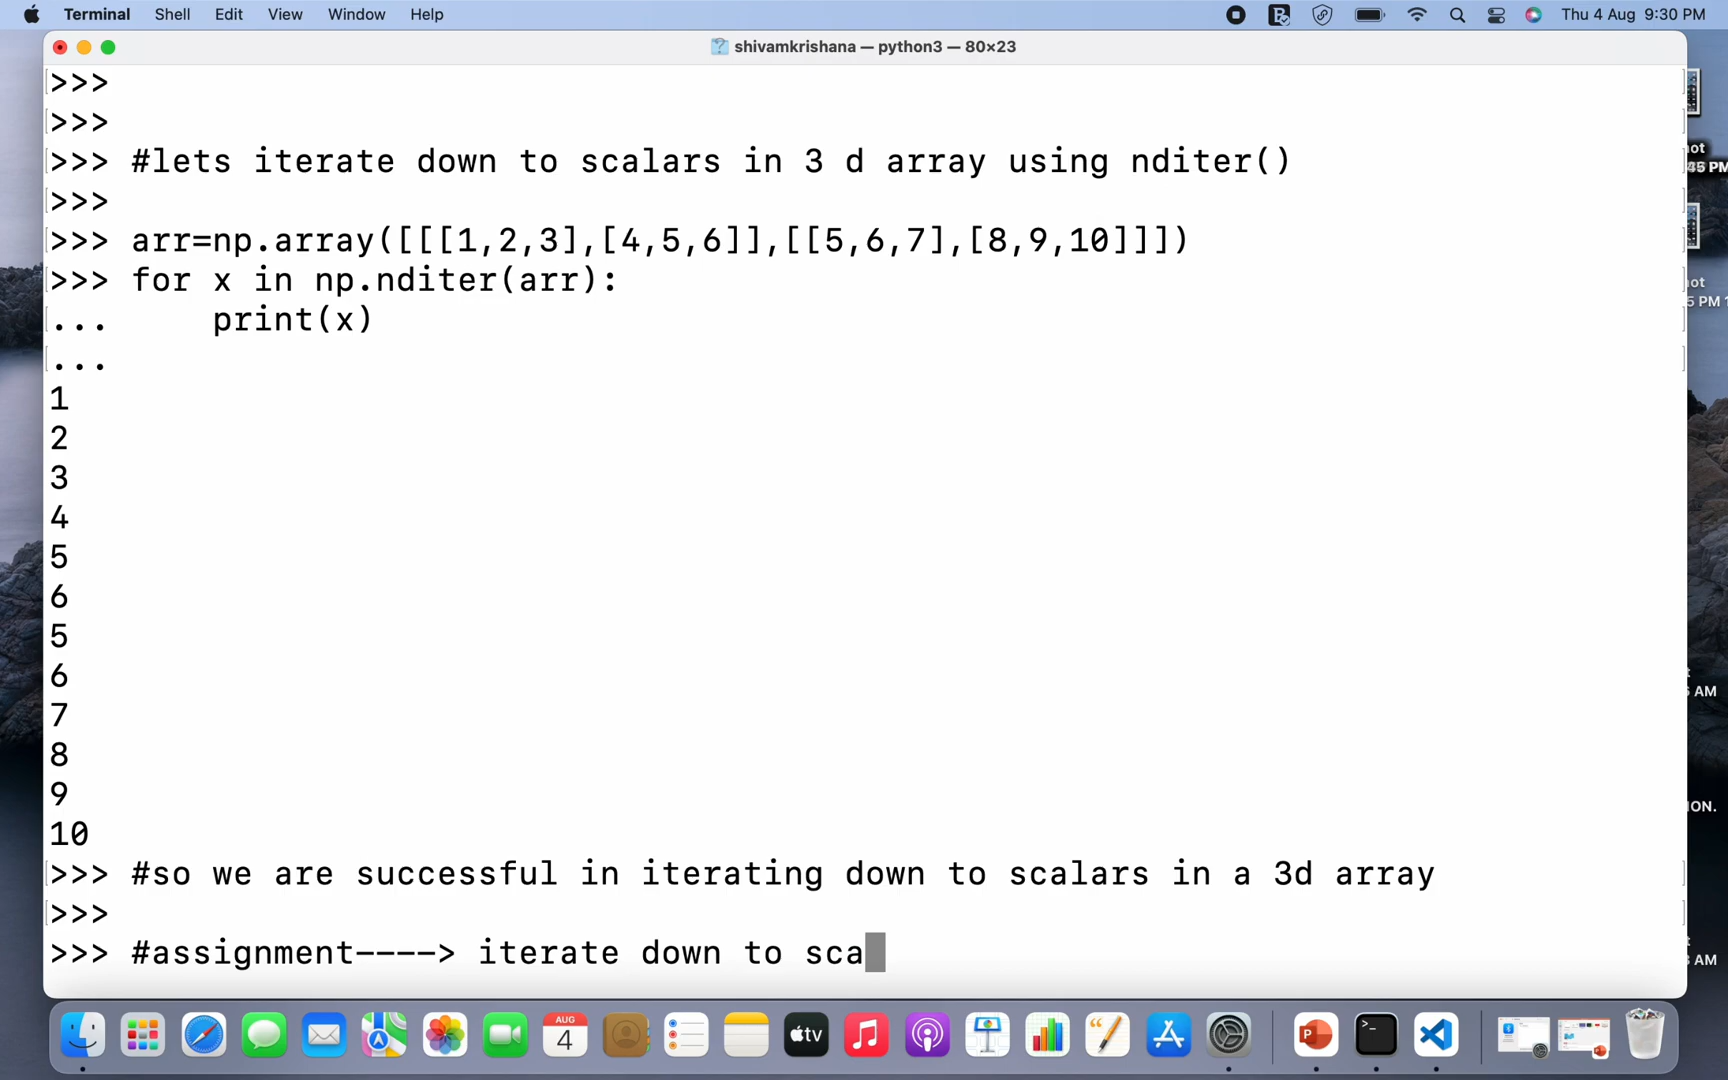 Terminal Shell Edit View Window Help Thu 4 Aug 9:30 PM
shivamkrishana — python3 — 80×23
>>>
>>>
>>> #lets iterate down to scalars in 3 d array using nditer()
>>>
>>> arr=np.array([[[1,2,3],[4,5,6]],[[5,6,7],[8,9,10]]])
>>> for x in np.nditer(arr):
...     print(x)
...
1
2
3
4
5
6
5
6
7
8
9
10
>>> #so we are successful in iterating down to scalars in a 3d array
>>>
>>> #assignment----> iterate down to sca
AUG
4
tv